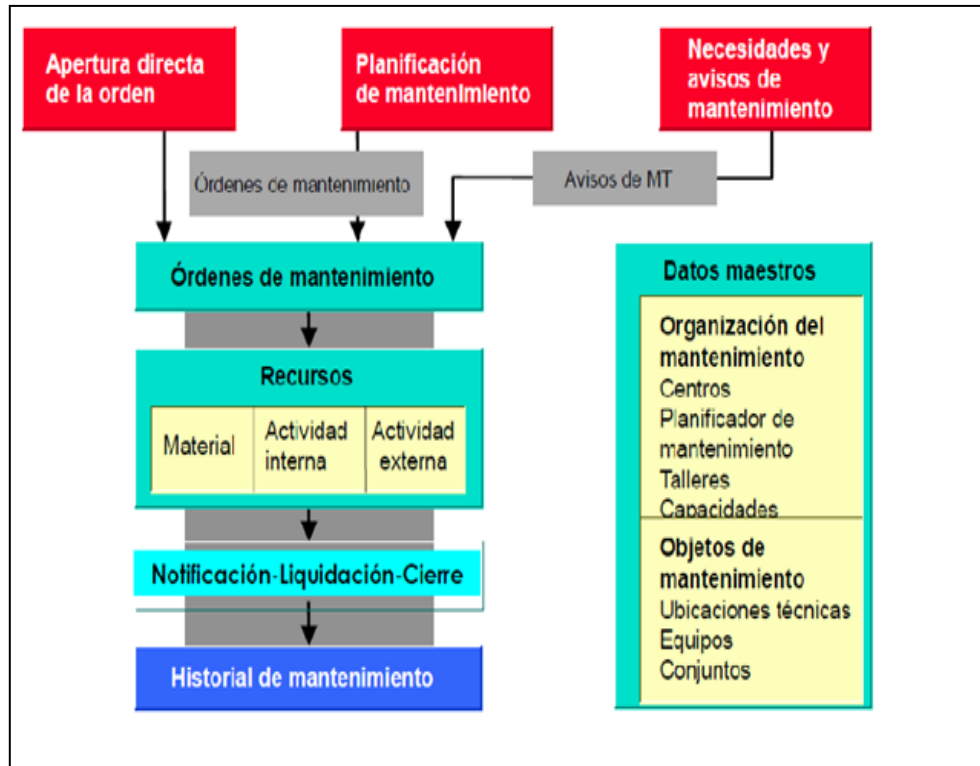 Apertura directa
de la orden
Planificación
de mantenimiento
Necesidades y
avisos de
mantenimiento
Órdenes de mantenimiento
Avisos de MT
Órdenes de mantenimiento
Recursos
Material
Actividad
interna
Actividad
externa
Notificación-Liquidación-Cierre
Historial de mantenimiento
Datos maestros
Organización del
mantenimiento
Centros
Planificador de
mantenimiento
Talleres
Capacidades
Objetos de
mantenimiento
Ubicaciones técnicas
Equipos
Conjuntos